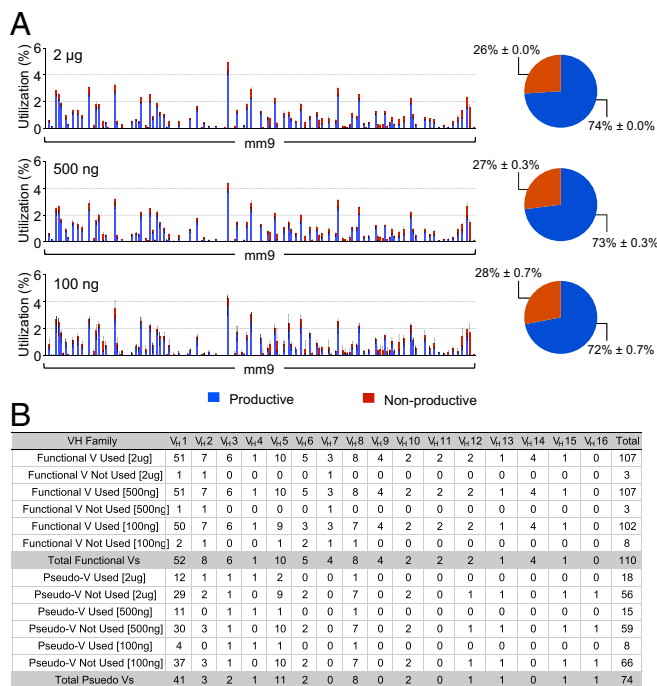 A
Utilization (%)
6
4
2
0
2 µg
mm9
26% ± 0.0%
74% ± 0.0%
Utilization (%)
6
4
2
0
500 ng
mm9
27% ± 0.3%
73% ± 0.3%
Utilization (%)
6
4
2
0
100 ng
mm9
28% ± 0.7%
72% ± 0.7%
Productive Non-productive
B
VH Family VH1 VH2 VH3 VH4 VH5 VH6 VH7 VH8 VH9 VH10 VH11 VH12 VH13 VH14 VH15 VH16 Total
Functional V Used [2ug] 51 7 6 1 10 5 3 8 4 2 2 2 1 4 1 0 107
Functional V Not Used [2ug] 1 1 0 0 0 0 1 0 0 0 0 0 0 0 0 0 3
Functional V Used [500ng] 51 7 6 1 10 5 3 8 4 2 2 2 1 4 1 0 107
Functional V Not Used [500ng] 1 1 0 0 0 0 1 0 0 0 0 0 0 0 0 0 3
Functional V Used [100ng] 50 7 6 1 9 3 3 7 4 2 2 2 1 4 1 0 102
Functional V Not Used [100ng] 2 1 0 0 1 2 1 1 0 0 0 0 0 0 0 0 8
Total Functional Vs 52 8 6 1 10 5 4 8 4 2 2 2 1 4 1 0 110
Pseudo-V Used [2ug] 12 1 1 1 2 0 0 1 0 0 0 0 0 0 0 0 18
Pseudo-V Not Used [2ug] 29 2 1 0 9 2 0 7 0 2 0 1 1 0 1 1 56
Pseudo-V Used [500ng] 11 0 1 1 1 0 0 1 0 0 0 0 0 0 0 0 15
Pseudo-V Not Used [500ng] 30 3 1 0 10 2 0 7 0 2 0 1 1 0 1 1 59
Pseudo-V Used [100ng] 4 0 1 1 1 0 0 1 0 0 0 0 0 0 0 0 8
Pseudo-V Not Used [100ng] 37 3 1 0 10 2 0 7 0 2 0 1 1 0 1 1 66
Total Psuedo Vs 41 3 2 1 11 2 0 8 0 2 0 1 1 0 1 1 74